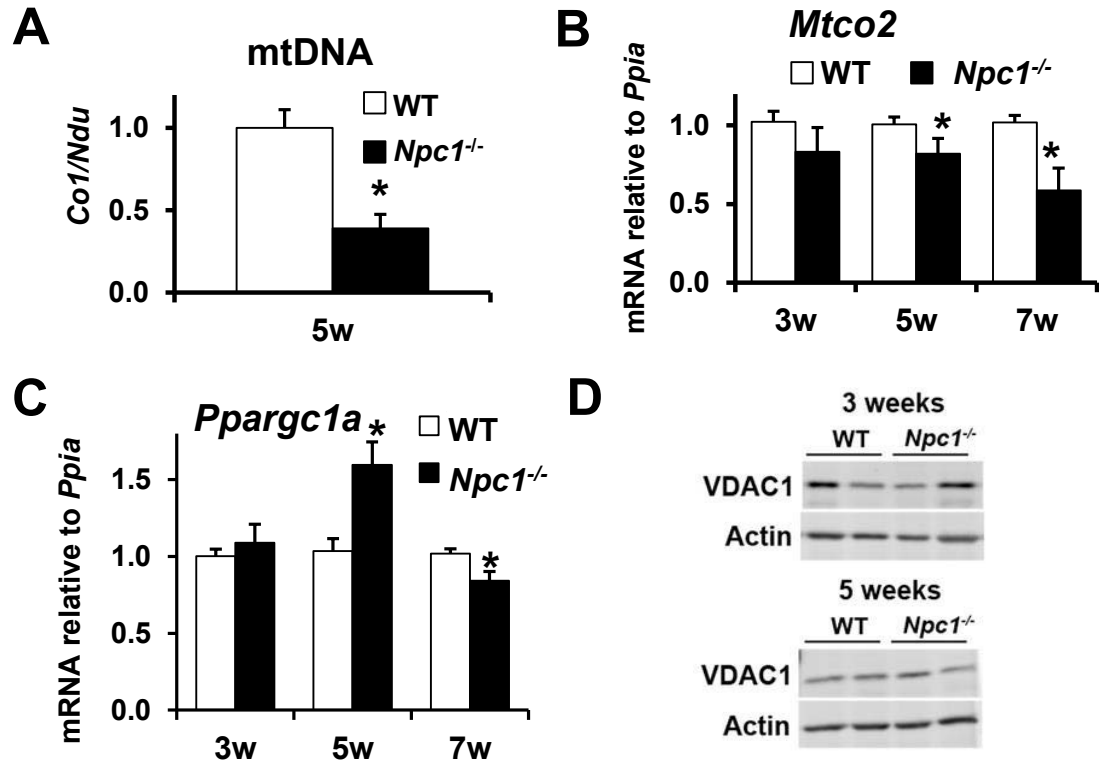 A
mtDNA
WT
Npc1-/-
Co1/Ndu
1.0
0.5
0.0
*
5w
B
Mtco2
WT Npc1-/-
mRNA relative to Ppia
1.0
0.5
0.0
*
*
3w 5w 7w
C
Ppargc1a
WT
Npc1-/-
mRNA relative to Ppia
1.5
1.0
0.5
0.0
*
*
3w 5w 7w
D
3 weeks
WT Npc1-/-
VDAC1
Actin
5 weeks
WT Npc1-/-
VDAC1
Actin